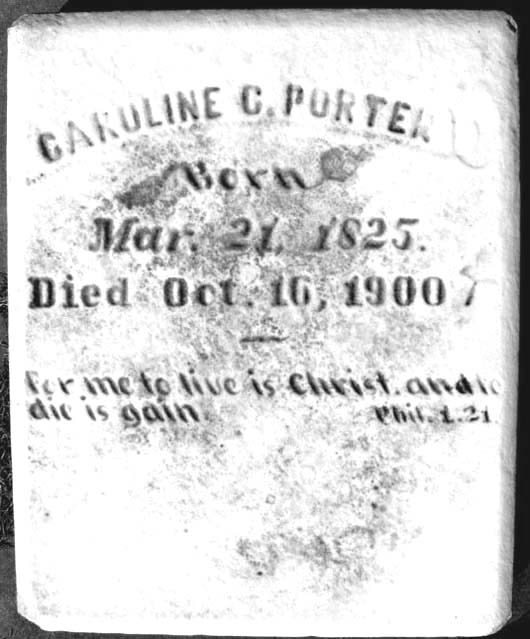 CAROLINE C. PORTER
Born
Mar. 21, 1825.
Died Oct. 16, 1900
For me to live is Christ, and to
die is gain. Phil. 1.21.